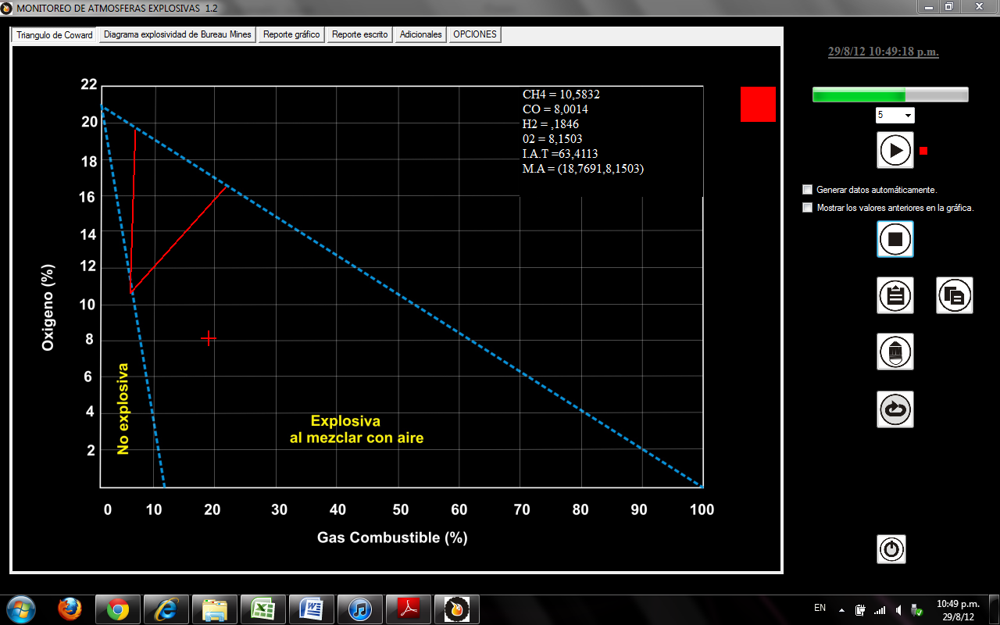 MONITOREO DE ATMOSFERAS EXPLOSIVAS 1.2
Triangulo de Coward
Diagrama explosividad de Bureau Mines
Reporte gráfico
Reporte escrito
Adicionales
OPCIONES
29/8/12 10:49:18 p.m.
5
Generar datos automáticamente.
Mostrar los valores anteriores en la gráfica.
CH4 = 10,5832
CO = 8,0014
H2 = ,1846
02 = 8,1503
I.A.T =63,4113
M.A = (18,7691,8,1503)
22
20
18
16
14
12
10
8
6
4
2
Oxigeno (%)
No explosiva
Explosiva
al mezclar con aire
0 10 20 30 40 50 60 70 80 90 100
Gas Combustible (%)
EN
10:49 p.m.
29/8/12